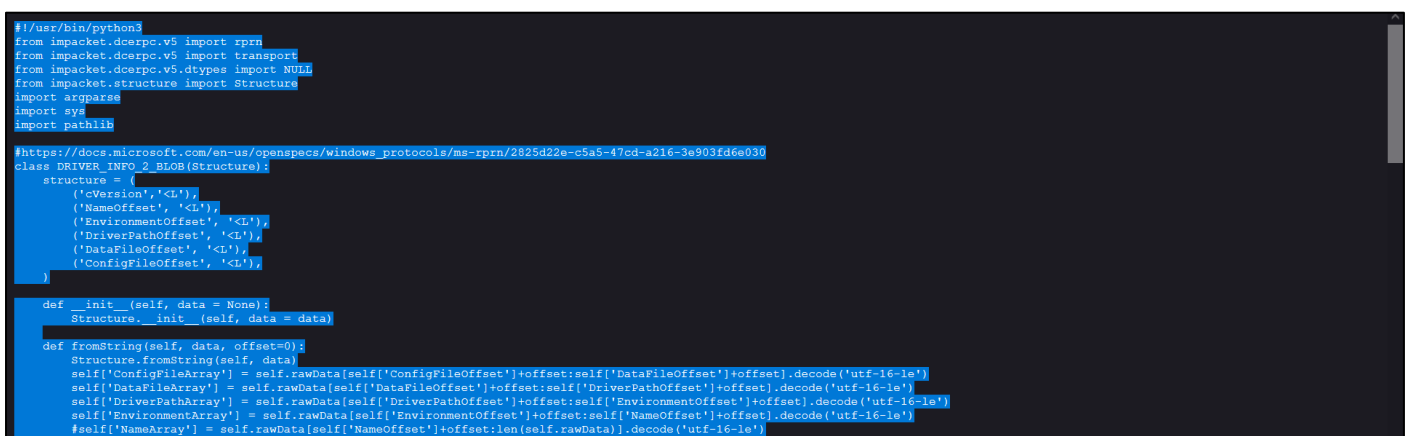 #!/usr/bin/python3
from impacket.dcerpc.v5 import rprn
from impacket.dcerpc.v5 import transport
from impacket.dcerpc.v5.dtypes import NULL
from impacket.structure import Structure
import argparse
import sys
import pathlib

#https://docs.microsoft.com/en-us/openspecs/windows_protocols/ms-rprn/2825d22e-c5a5-47cd-a216-3e903fd6e030
class DRIVER_INFO_2_BLOB(Structure):
    structure = (
        ('cVersion','<L'),
        ('NameOffset', '<L'),
        ('EnvironmentOffset', '<L'),
        ('DriverPathOffset', '<L'),
        ('DataFileOffset', '<L'),
        ('ConfigFileOffset', '<L'),
    )

    def __init__(self, data = None):
        Structure.__init__(self, data = data)

    def fromString(self, data, offset=0):
        Structure.fromString(self, data)
        self['ConfigFileArray'] = self.rawData[self['ConfigFileOffset']+offset:self['DataFileOffset']+offset].decode('utf-16-le')
        self['DataFileArray'] = self.rawData[self['DataFileOffset']+offset:self['DriverPathOffset']+offset].decode('utf-16-le')
        self['DriverPathArray'] = self.rawData[self['DriverPathOffset']+offset:self['EnvironmentOffset']+offset].decode('utf-16-le')
        self['EnvironmentArray'] = self.rawData[self['EnvironmentOffset']+offset:self['NameOffset']+offset].decode('utf-16-le')
        #self['NameArray'] = self.rawData[self['NameOffset']+offset:len(self.rawData)].decode('utf-16-le')